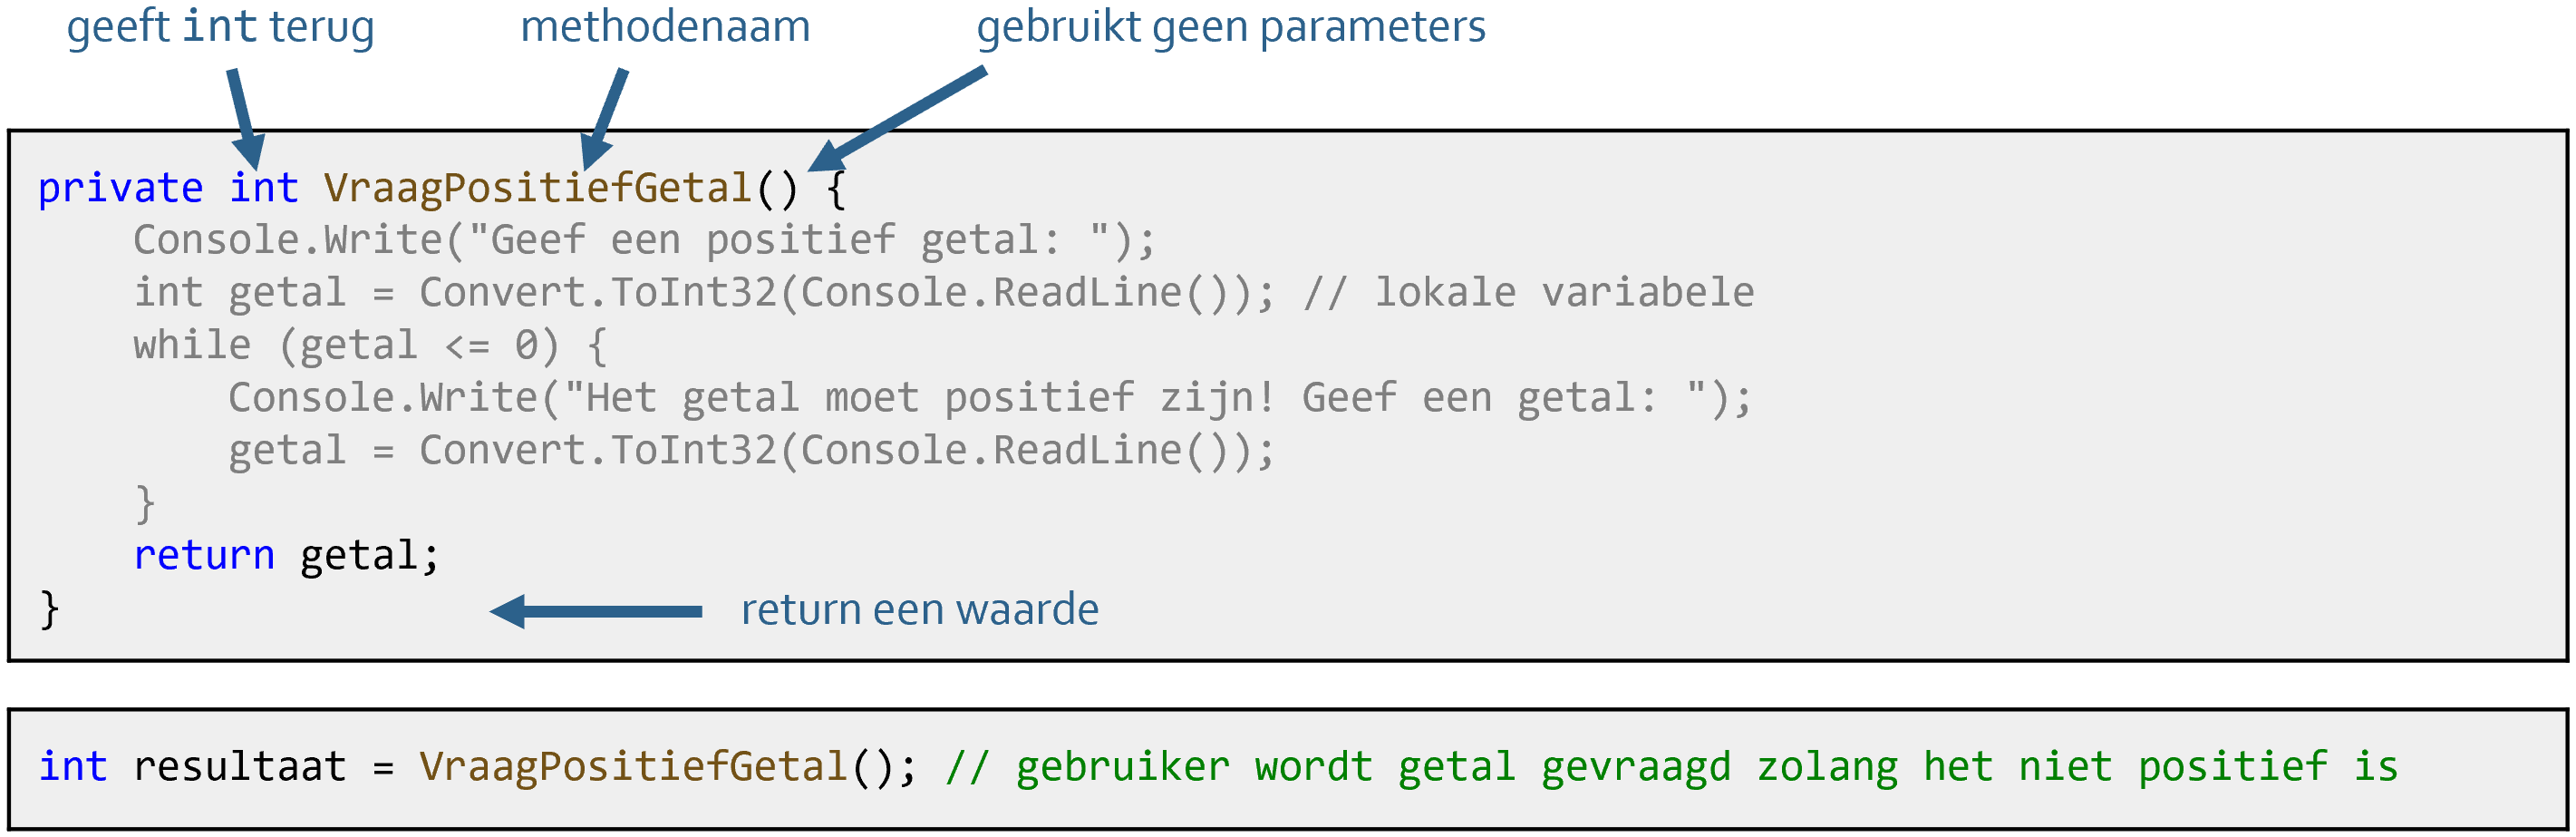 geeft int terug methodenaam gebruikt geen parameters
private int VraagPositiefGetal() {
    Console.Write("Geef een positief getal: ");
    int getal = Convert.ToInt32(Console.ReadLine()); // lokale variabele
    while (getal <= 0) {
        Console.Write("Het getal moet positief zijn! Geef een getal: ");
        getal = Convert.ToInt32(Console.ReadLine());
    }
    return getal;
} return een waarde
int resultaat = VraagPositiefGetal(); // gebruiker wordt getal gevraagd zolang het niet positief is